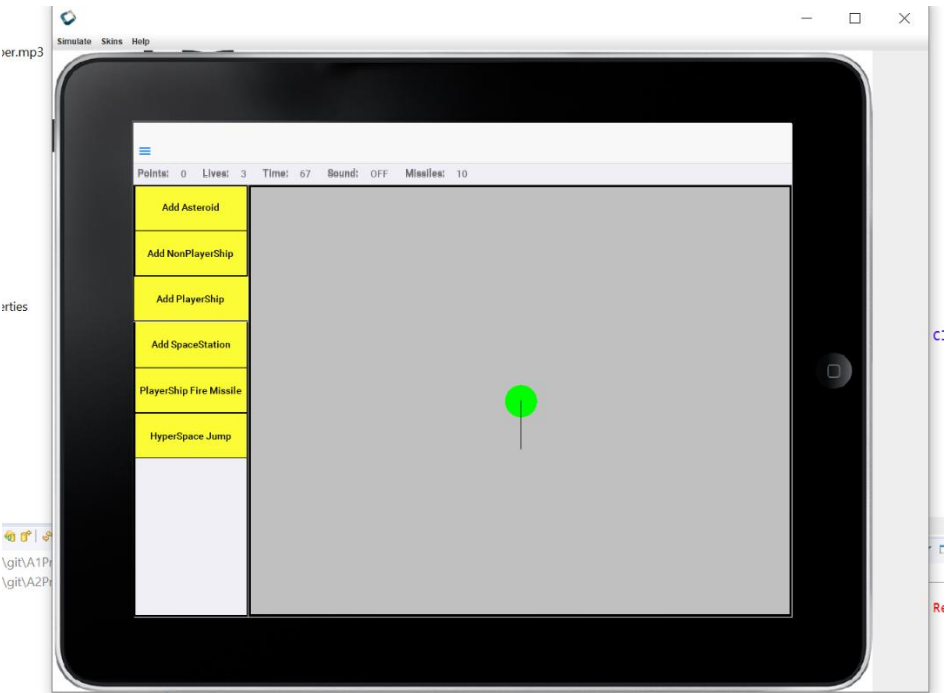 Simulate Skins Help
per.mp3
Points: 0 Lives: 3 Time: 67 Sound: OFF Missiles: 10
Add Asteroid
Add NonPlayerShip
Add PlayerShip
erties
Add SpaceStation
PlayerShip Fire Missile
HyperSpace Jump
\git\A1Pr
\git\A2Pr
Re